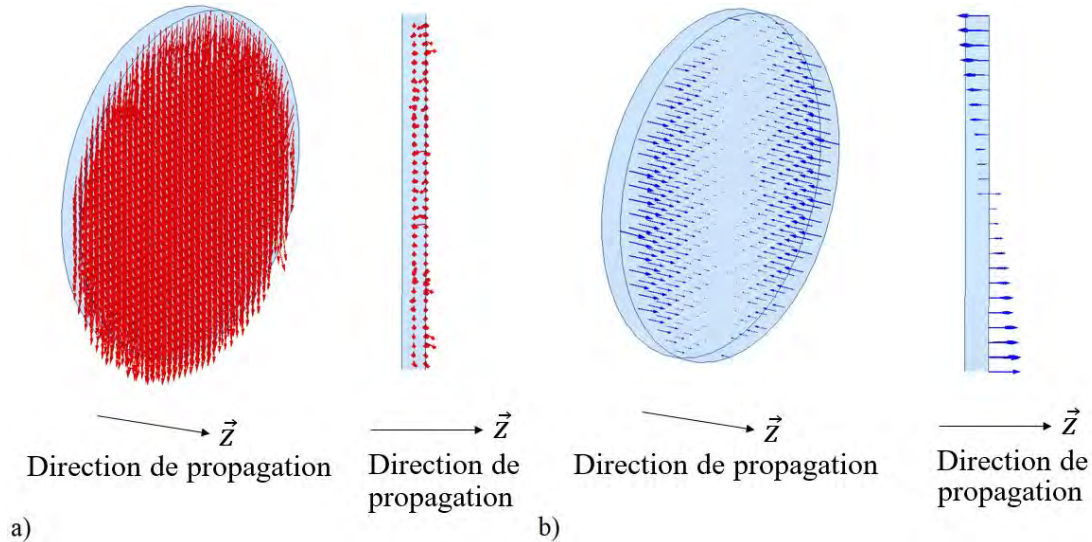 z⃗
Direction de propagation
z⃗
Direction de
propagation
z⃗
Direction de propagation
z⃗
Direction de
propagation
a)
b)